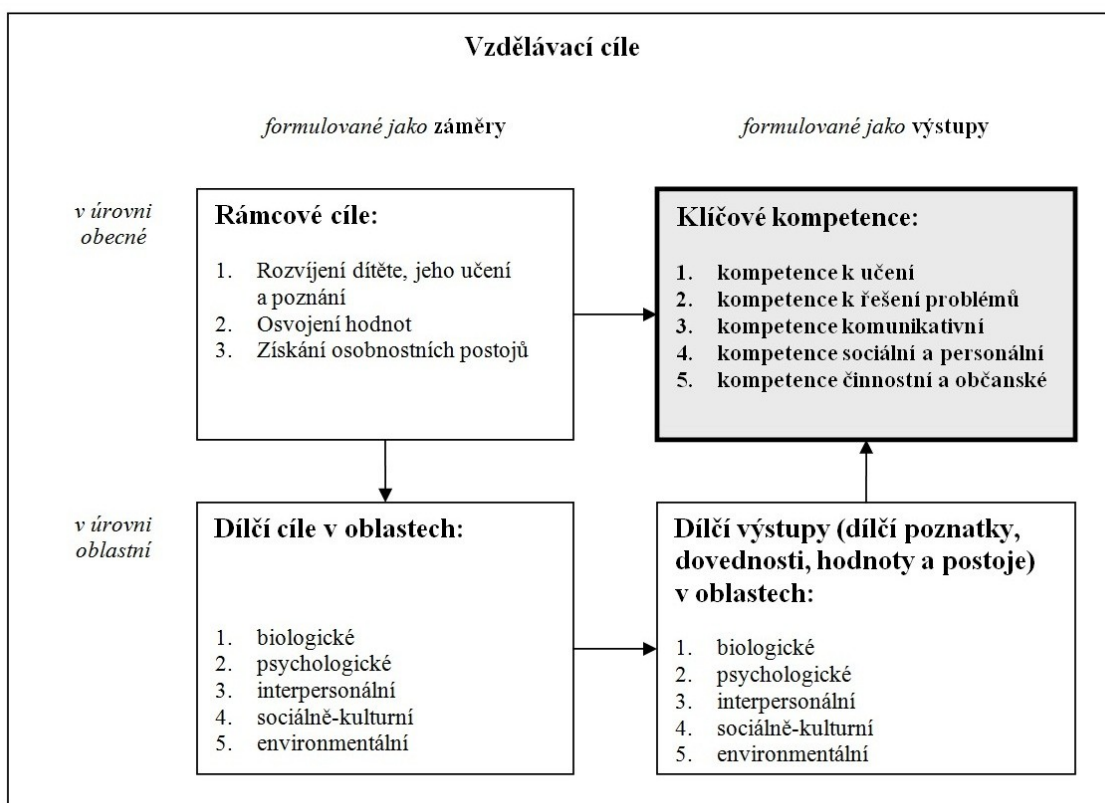 Vzdělávací cíle
formulované jako záměry
formulované jako výstupy
v úrovni
obecné
Rámcové cíle:
1. Rozvíjení dítěte, jeho učení
a poznání
2. Osvojení hodnot
3. Získání osobnostních postojů
Klíčové kompetence:
1. kompetence k učení
2. kompetence k řešení problémů
3. kompetence komunikativní
4. kompetence sociální a personální
5. kompetence činnostní a občanské
v úrovni
oblastní
Dílčí cíle v oblastech:
1. biologické
2. psychologické
3. interpersonální
4. sociálně-kulturní
5. environmentální
Dílčí výstupy (dílčí poznatky,
dovednosti, hodnoty a postoje)
v oblastech:
1. biologické
2. psychologické
3. interpersonální
4. sociálně-kulturní
5. environmentální